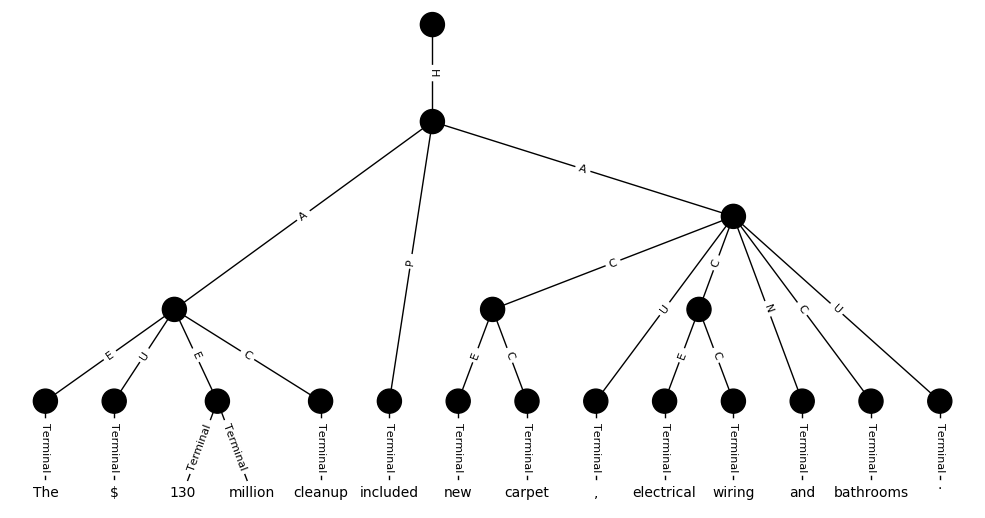 H
A
A
P
C
C
U
N
C
U
E
U
E
C
E
C
E
C
Terminal Terminal Terminal Terminal Terminal Terminal Terminal Terminal Terminal Terminal Terminal Terminal Terminal Terminal
The $ 130 million cleanup included new carpet , electrical wiring and bathrooms .